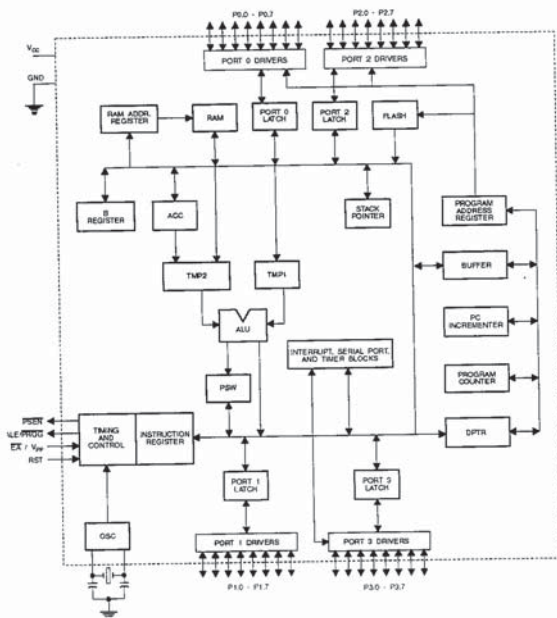 P0.0 - P0.7
P2.0 - P2.7
VCC
GND
PORT 0 DRIVERS
PORT 2 DRIVERS
RAM ADDR.
REGISTER
RAM
PORT 0
LATCH
PORT 2
LATCH
FLASH
B
REGISTER
ACC
STACK
POINTER
PROGRAM
ADDRESS
REGISTER
TMP2
TMP1
BUFFER
ALU
PC
INCREMENTER
INTERRUPT, SERIAL PORT,
AND TIMER BLOCKS
PSW
PROGRAM
COUNTER
PSEN
ALE/PROG
EA / VPP
RST
TIMING
AND
CONTROL
INSTRUCTION
REGISTER
DPTR
PORT 1
LATCH
PORT 3
LATCH
OSC
PORT 1 DRIVERS
PORT 3 DRIVERS
P1.0 - P1.7
P3.0 - P3.7